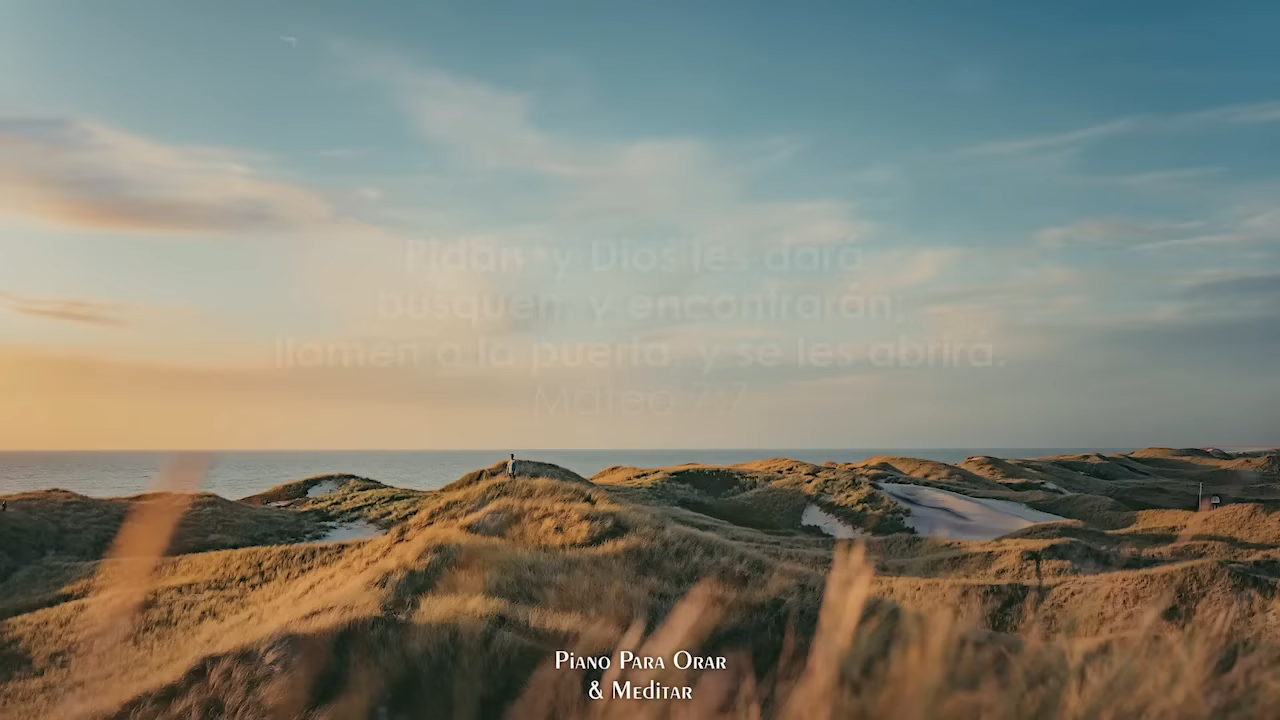 Pidan, y Dios les dará
busquen, y encontrarán.
llamen a la puerta, y se les abrirá.
Mateo 7:7
Piano Para Orar
& Meditar